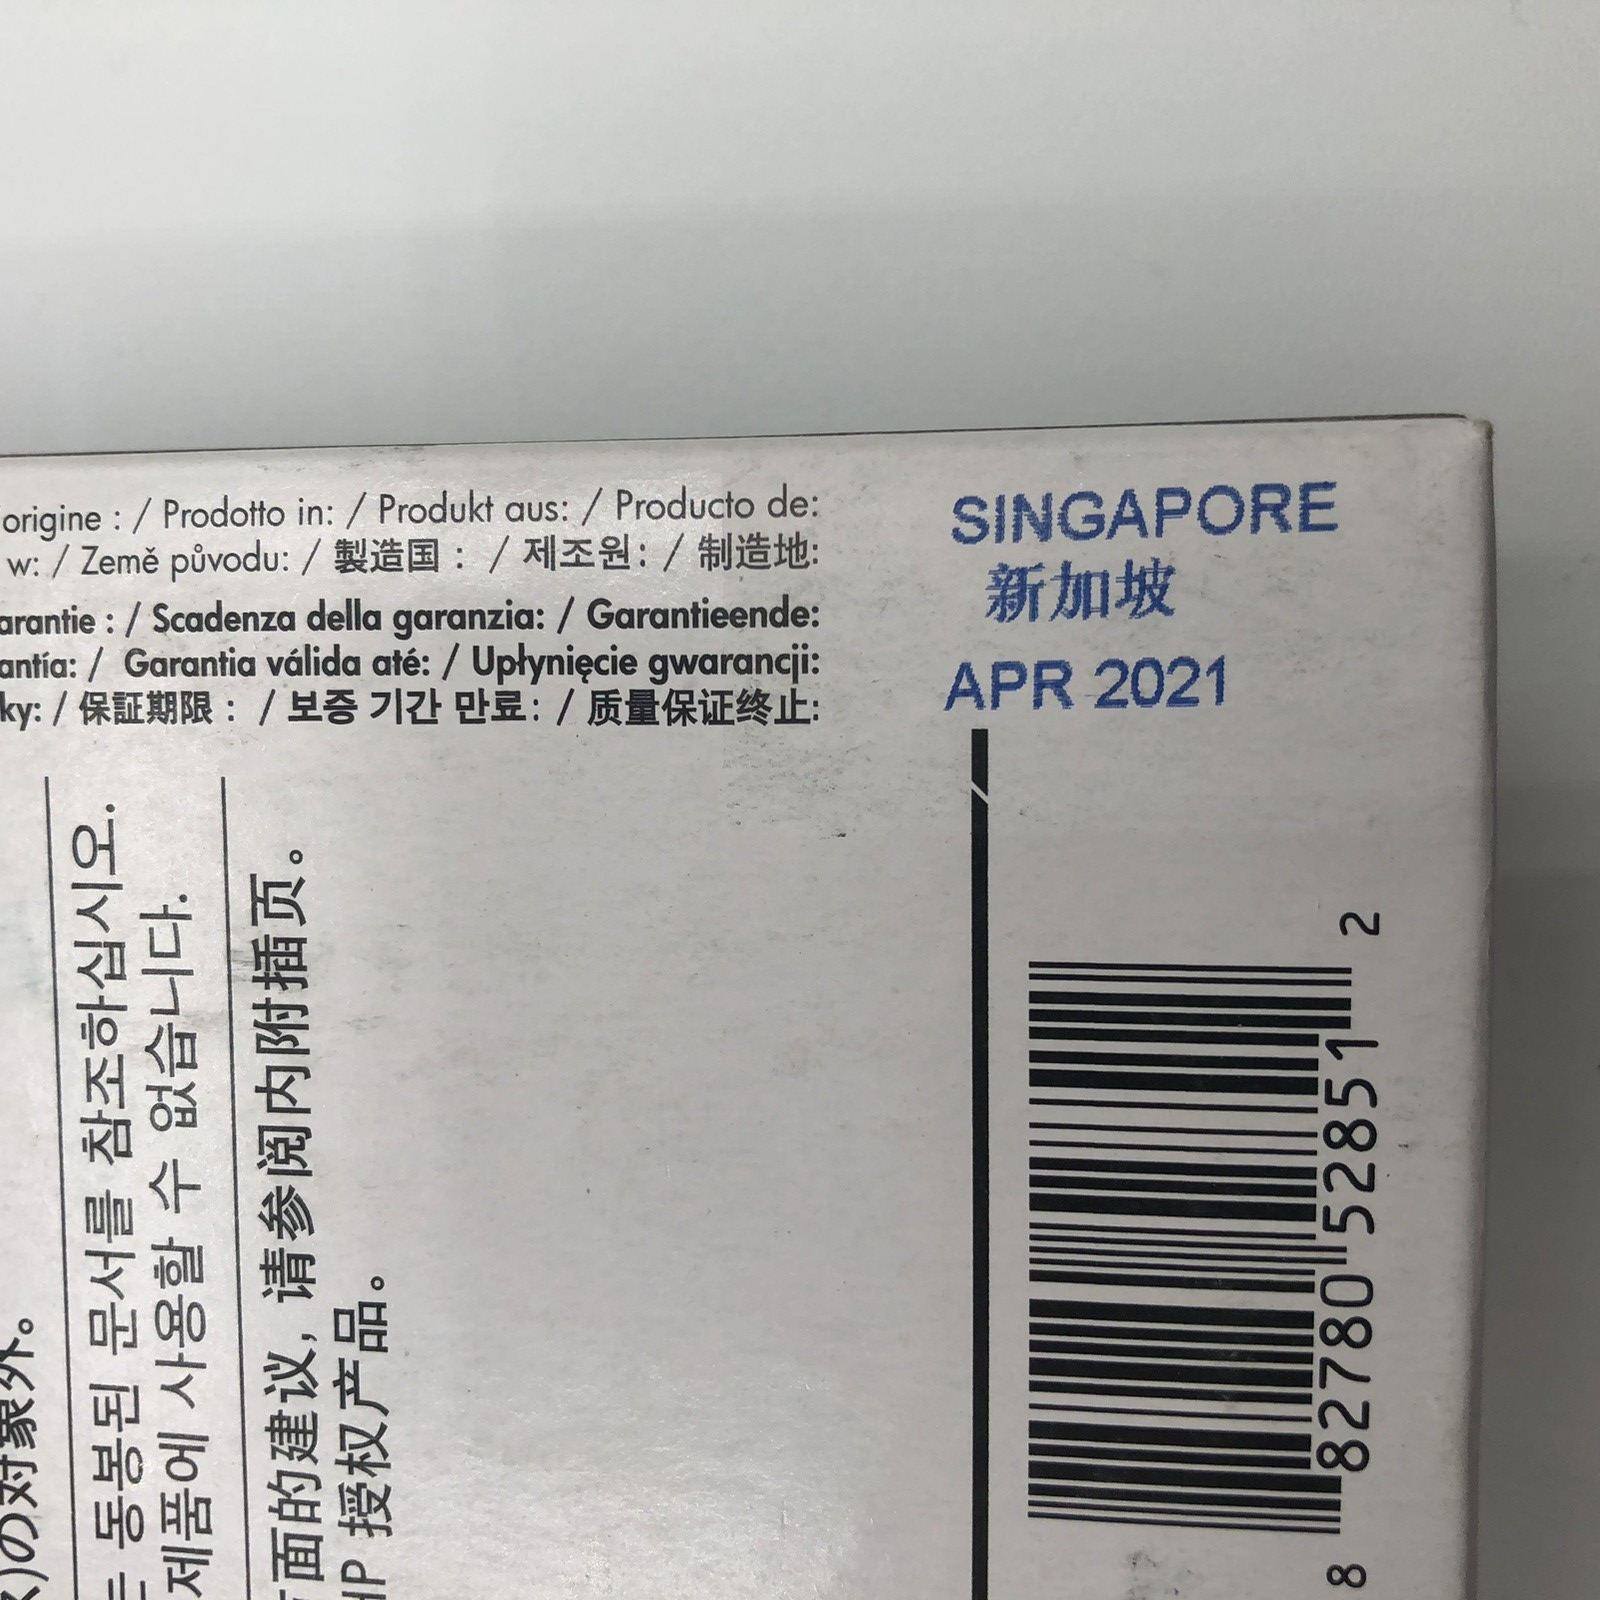 origine : / Prodotto in: / Produkt aus: / Producto de:
w: / Země původu: / 製造国 : / 제조원: / 制造地:
arantie : / Scadenza della garanzia: / Garantieende:
antía: / Garantia válida até: / Upłynięcie gwarancji:
ky: / 保証期限 : / 보증 기간 만료: / 质量保证终止:
SINGAPORE
新加坡
APR 2021
)の対象外。
동봉된 문서를 참조하십시오.
제품에 사용할 수 없습니다.
面的建议, 请参阅内附插页。
HP 授权产品。
8 82780 52851 2